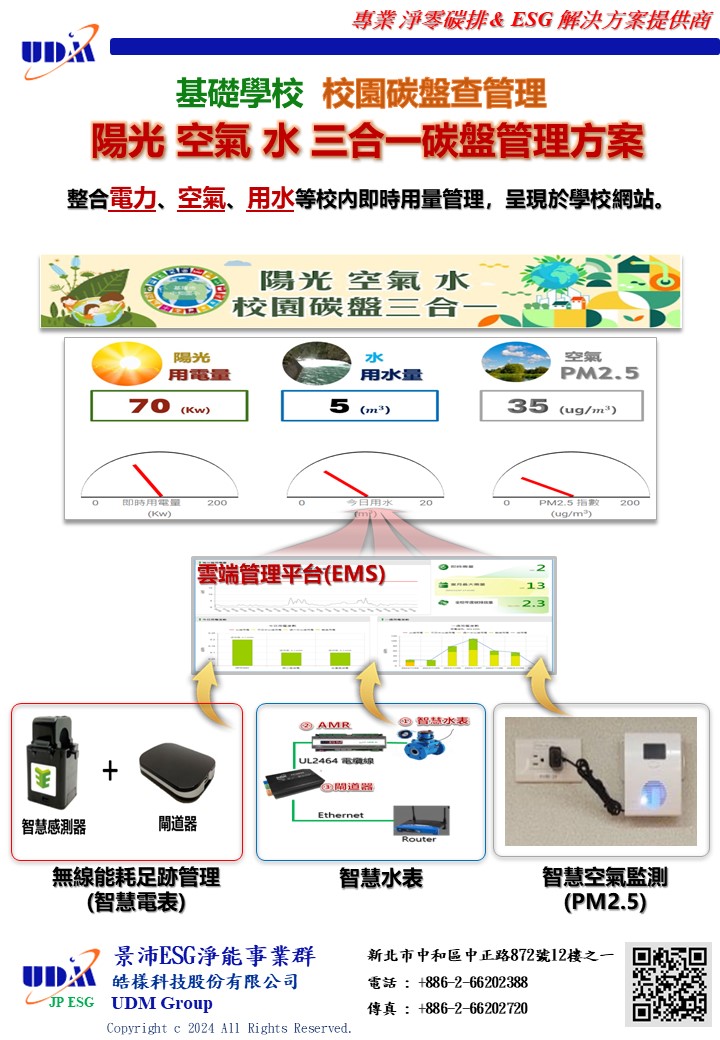 專業 淨零碳排 & ESG 解決方案提供商
UDM
基礎學校 校園碳盤查管理
陽光 空氣 水 三合一碳盤管理方案
整合電力、空氣、用水等校內即時用量管理，呈現於學校網站。
陽光 空氣 水
校園碳盤三合一
陽光
用電量
水
用水量
空氣
PM2.5
70 (Kw)
5 (m³)
35 (ug/m³)
0 即時用電量 200
(Kw)
0 今日用水 20
(m³)
0 PM2.5 指數 200
(ug/m³)
雲端管理平台(EMS)
2
13
2.3
② AMR
① 智慧水表
UL2464 電纜線
③閘道器
Ethernet
Router
+
智慧感測器
閘道器
無線能耗足跡管理
(智慧電表)
智慧水表
智慧空氣監測
(PM2.5)
UDM
JP ESG
景沛ESG淨能事業群
皓樣科技股份有限公司
UDM Group
Copyright c 2024 All Rights Reserved.
新北市中和區中正路872號12樓之一
電話 : +886-2-66202388
傳真 : +886-2-66202720